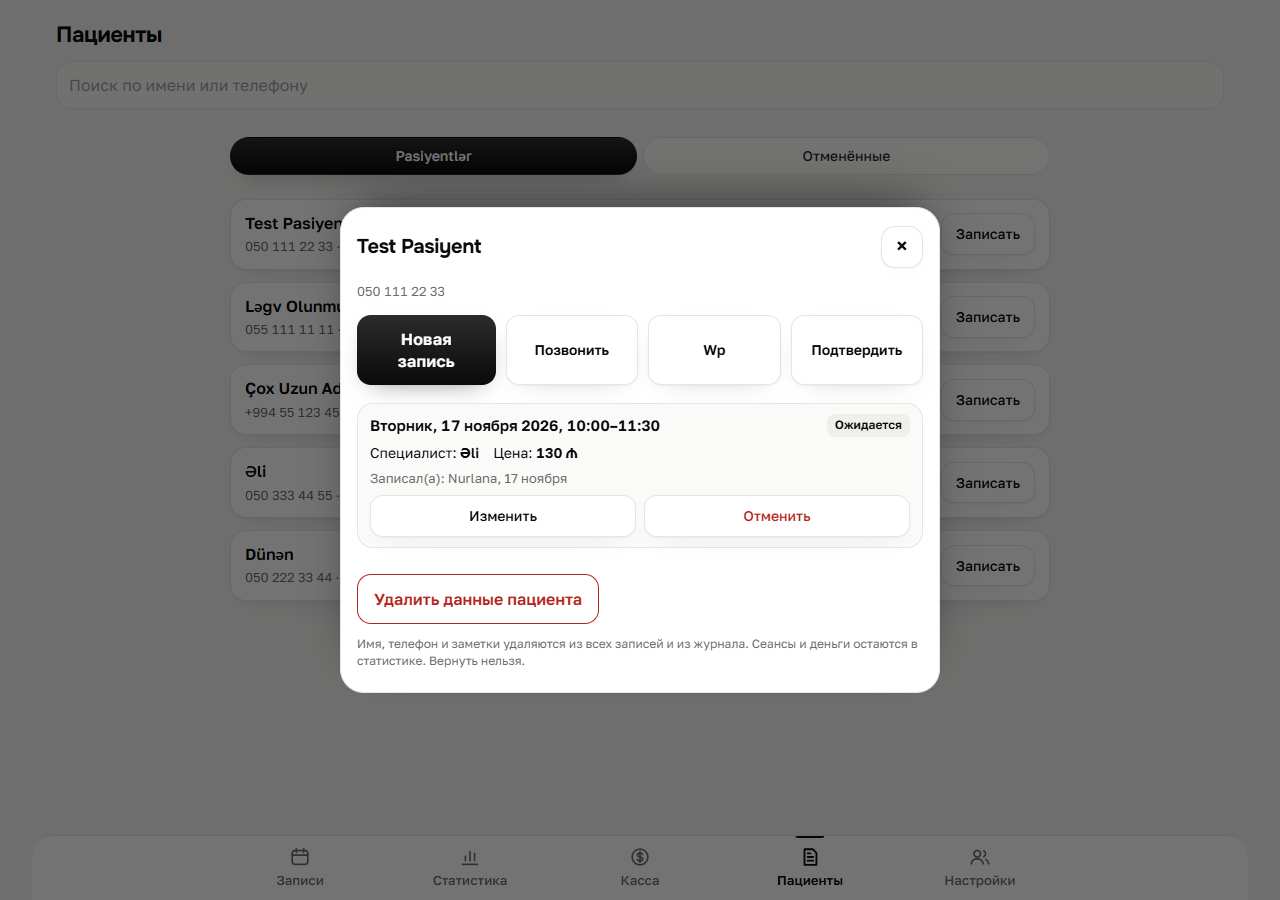 Пациенты
Поиск по имени или телефону
Pasiyentlər
Отменённые
Test Pasiyen
050 111 22 33
Записать
Ləgv Olunmu
055 111 11 11
Записать
Çox Uzun Ad
+994 55 123 45
Записать
Əli
050 333 44 55
Записать
Dünən
050 222 33 44
Записать
Test Pasiyent
×
050 111 22 33
Новая
запись
Позвонить
Wp
Подтвердить
Вторник, 17 ноября 2026, 10:00–11:30
Ожидается
Специалист: Əli Цена: 130 ₼
Записал(а): Nurlana, 17 ноября
Изменить
Отменить
Удалить данные пациента
Имя, телефон и заметки удаляются из всех записей и из журнала. Сеансы и деньги остаются в
статистике. Вернуть нельзя.
Записи
Статистика
Касса
Пациенты
Настройки